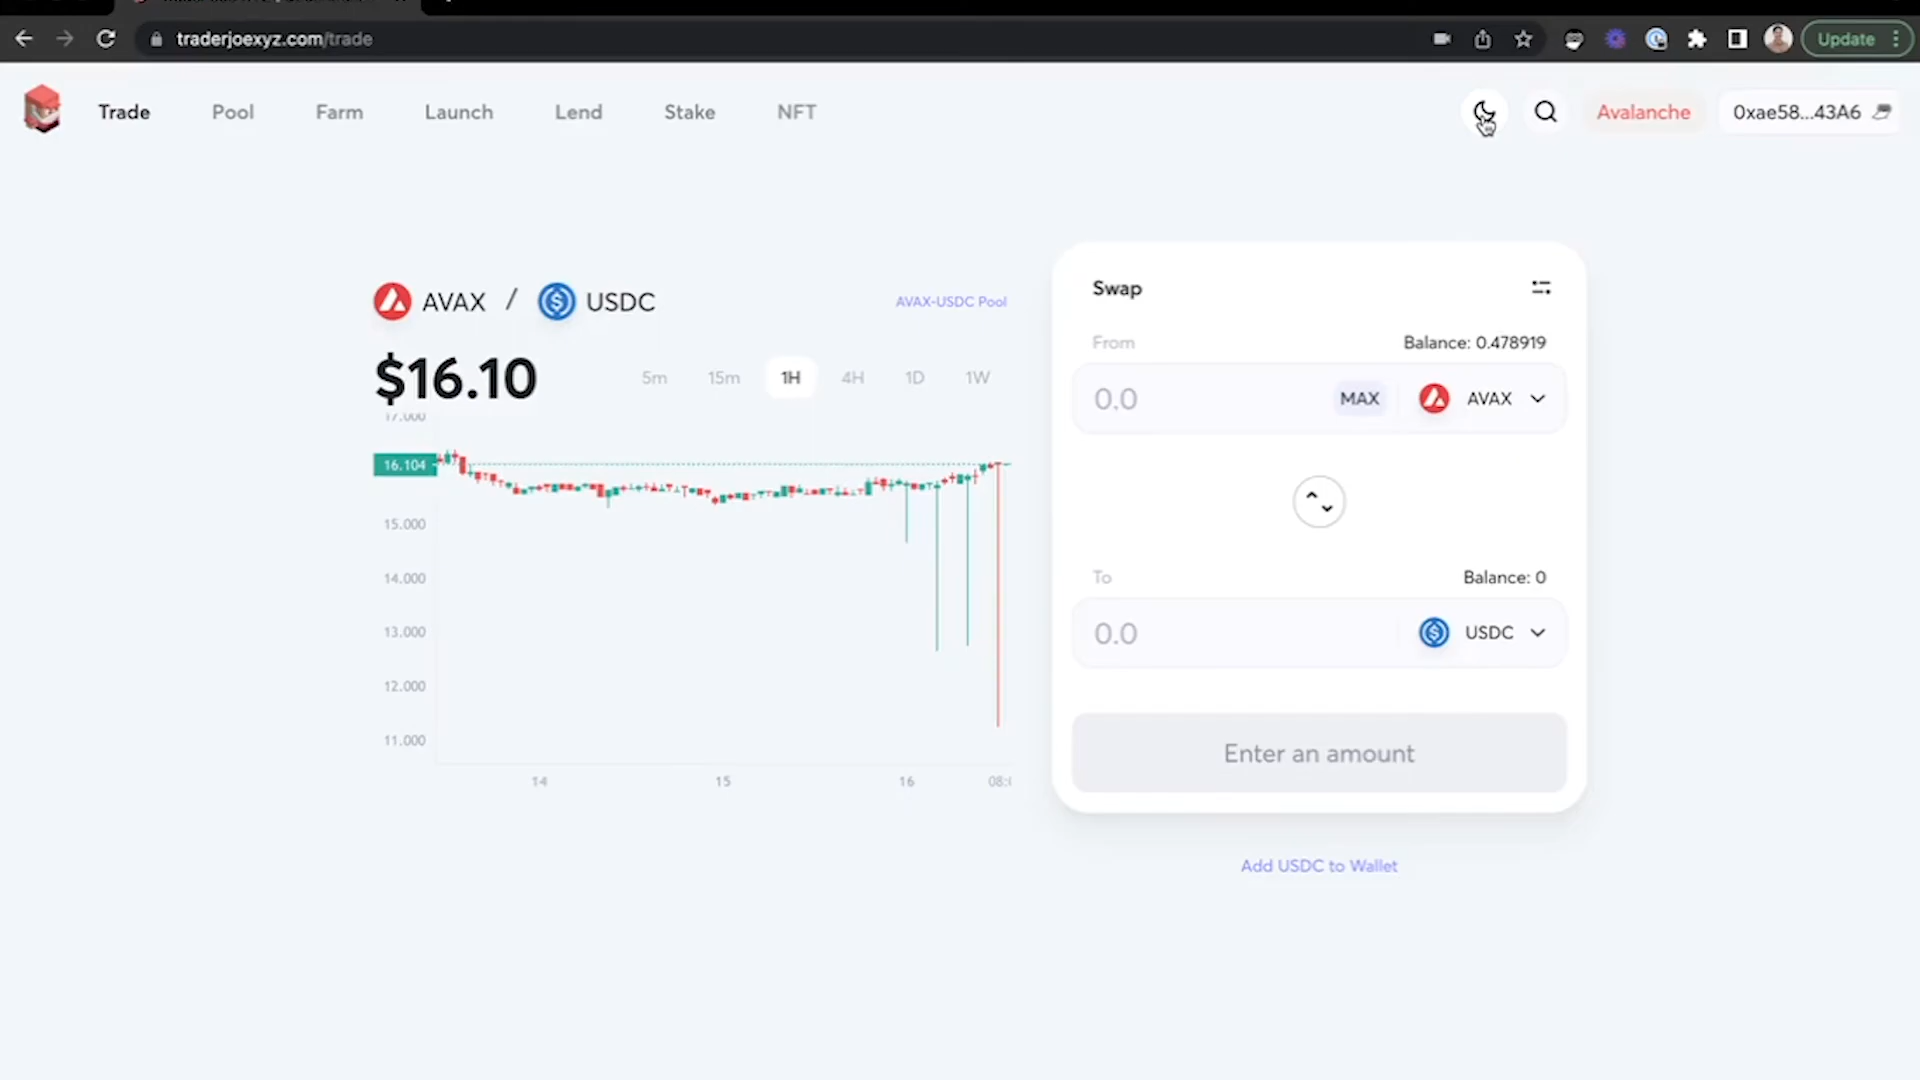 traderjoexyz.com/trade
Update
Trade
Pool
Farm
Launch
Lend
Stake
NFT
Avalanche
0xae58...43A6
AVAX / USDC
AVAX-USDC Pool
$16.10
5m
15m
1H
4H
1D
1W
17.000
16.104
15.000
14.000
13.000
12.000
11.000
14
15
16
Swap
From
Balance: 0.478919
0.0
MAX
AVAX
To
Balance: 0
0.0
USDC
Enter an amount
Add USDC to Wallet